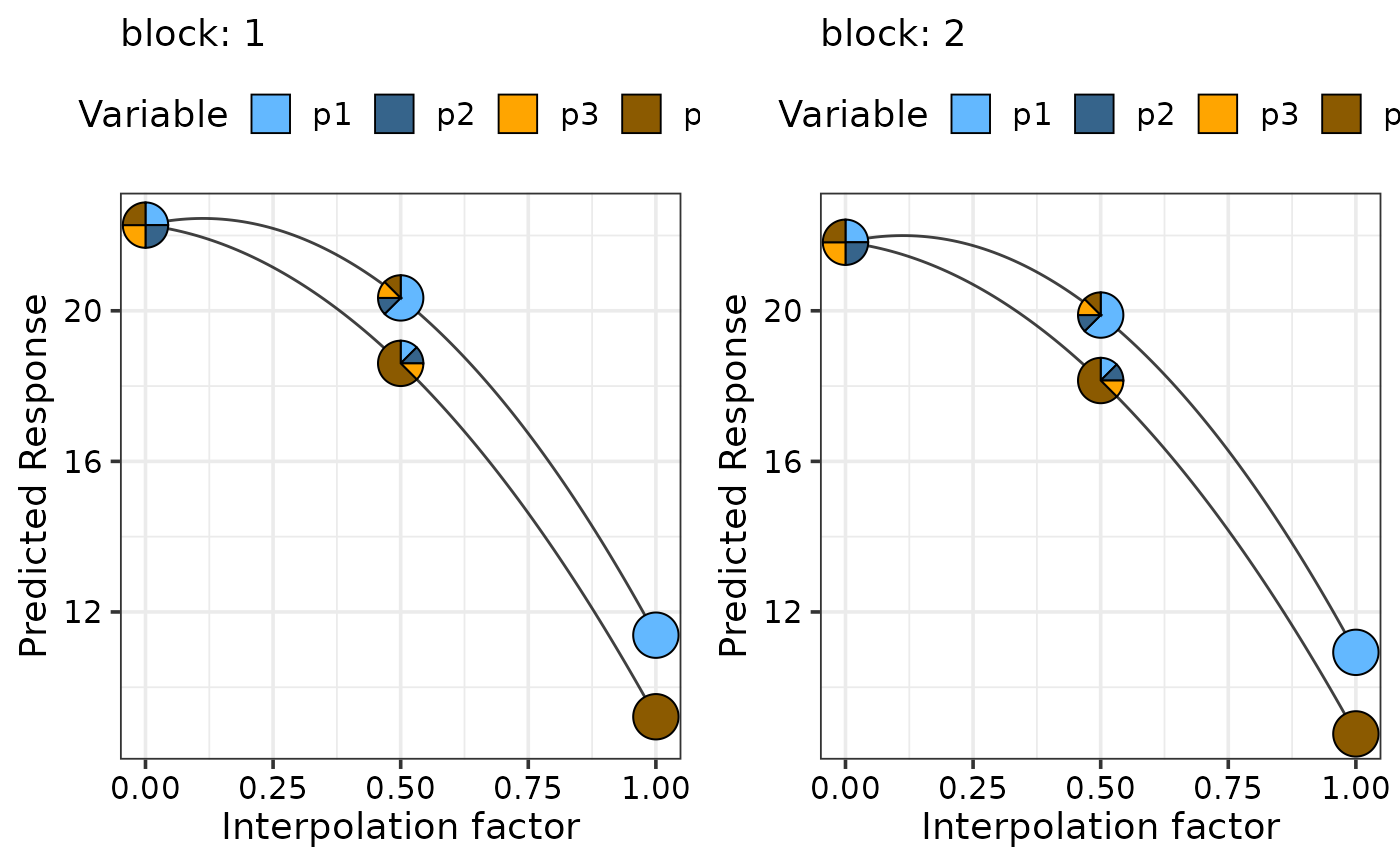 block: 1
Variable p1 p2 p3 p
20
16
12
Predicted Response
0.00 0.25 0.50 0.75 1.00
Interpolation factor
block: 2
Variable p1 p2 p3 p
20
16
12
Predicted Response
0.00 0.25 0.50 0.75 1.00
Interpolation factor